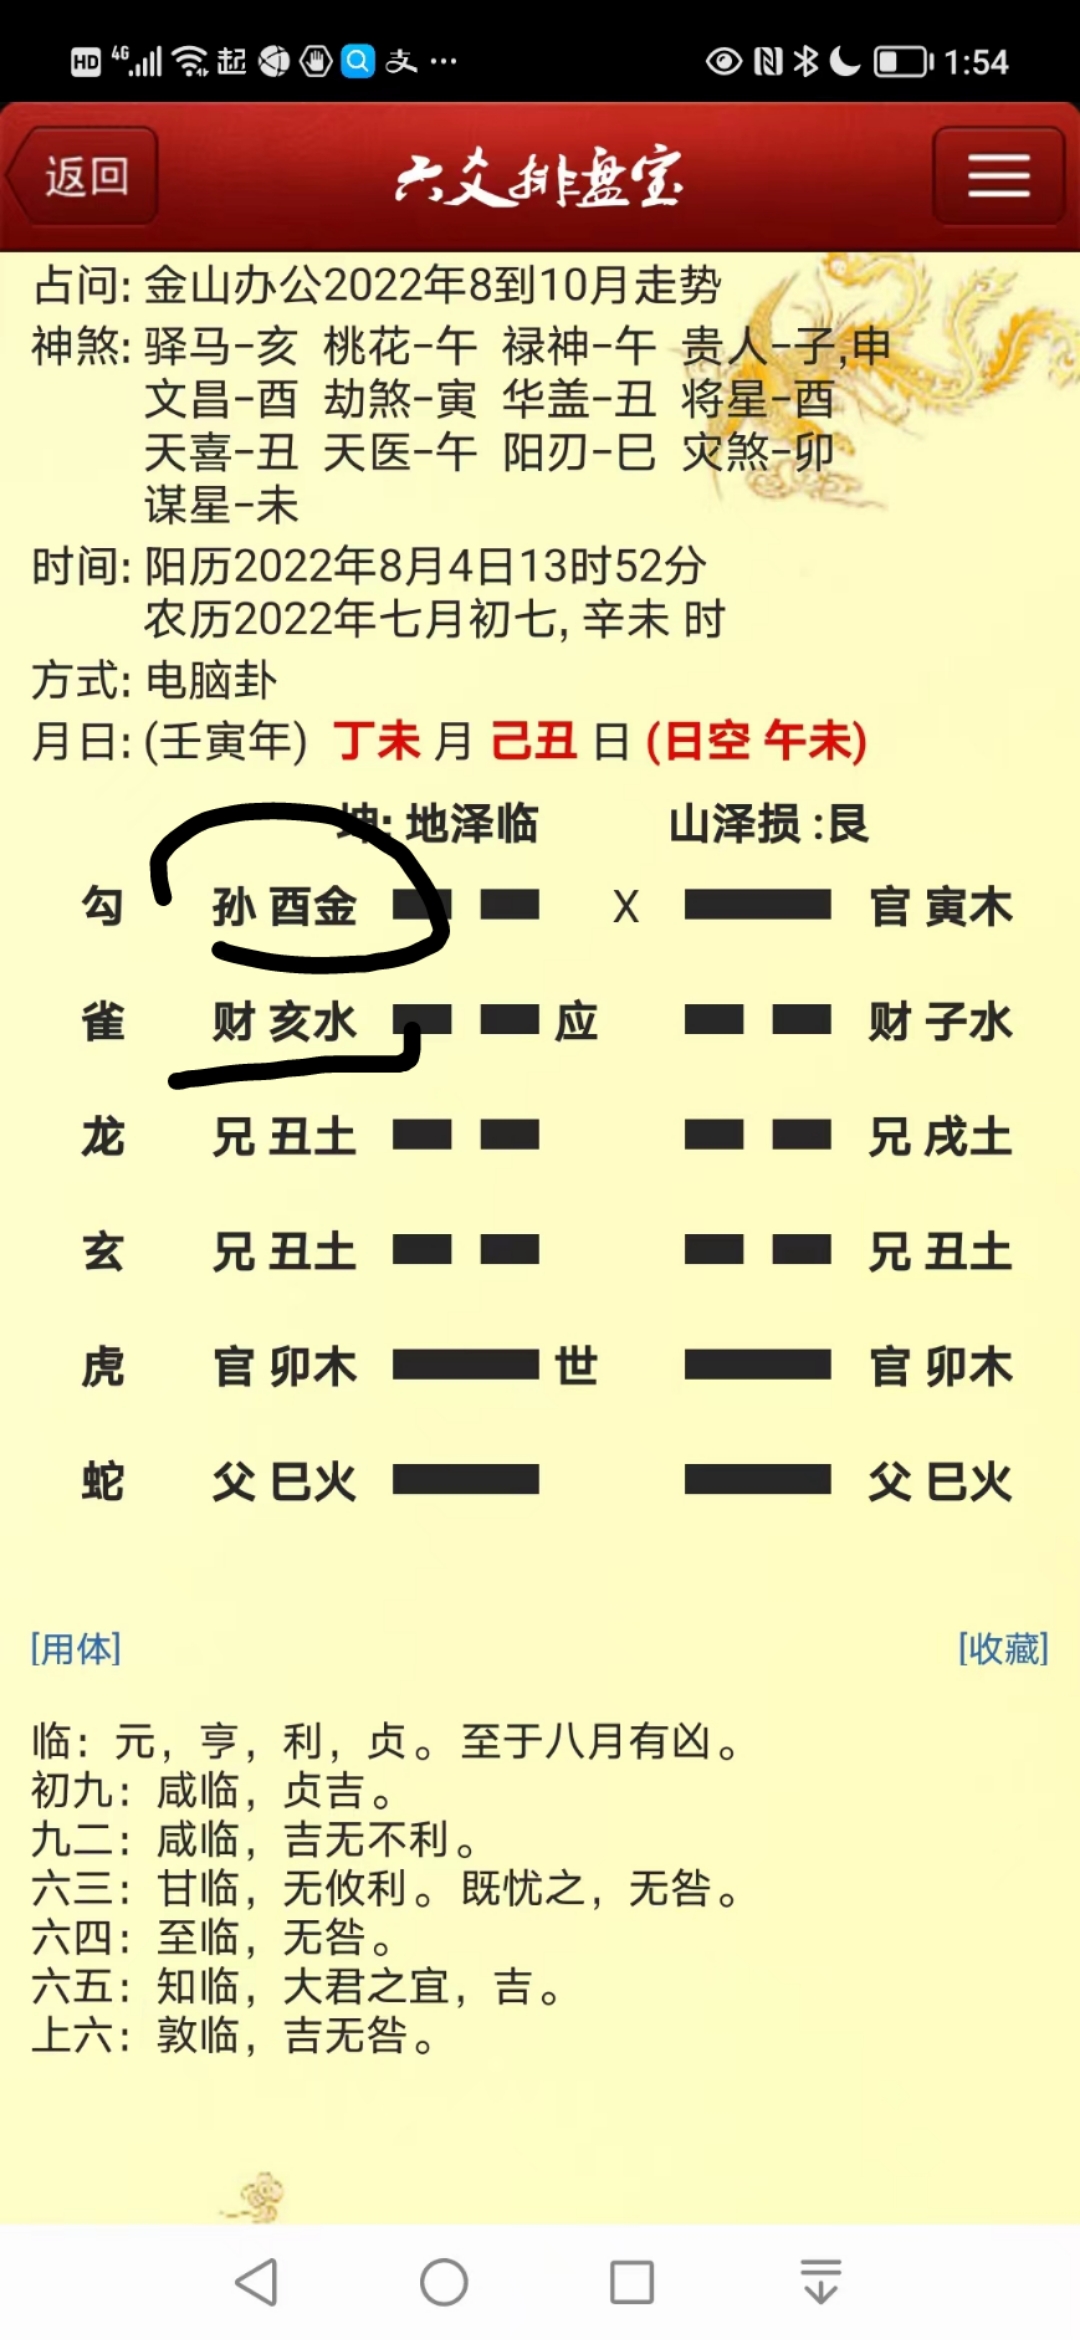 HD 4G 起 支 ... 1:54
返回 六爻排盘宝
占问: 金山办公2022年8到10月走势
神煞: 驿马-亥 桃花-午 禄神-午 贵人-子,申
文昌-酉 劫煞-寅 华盖-丑 将星-酉
天喜-丑 天医-午 阳刃-巳 灾煞-卯
谋星-未
时间: 阳历2022年8月4日13时52分
农历2022年七月初七, 辛未 时
方式: 电脑卦
月日: (壬寅年) 丁未 月 己丑 日 (日空 午未)
坤: 地泽临 山泽损 :艮
勾 孙 酉金 X 官 寅木
雀 财 亥水 应 财 子水
龙 兄 丑土 兄 戌土
玄 兄 丑土 兄 丑土
虎 官 卯木 世 官 卯木
蛇 父 巳火 父 巳火
[用体] [收藏]
临: 元, 亨, 利, 贞。至于八月有凶。
初九: 咸临, 贞吉。
九二: 咸临, 吉无不利。
六三: 甘临, 无攸利。既忧之, 无咎。
六四: 至临, 无咎。
六五: 知临, 大君之宜, 吉。
上六: 敦临, 吉无咎。